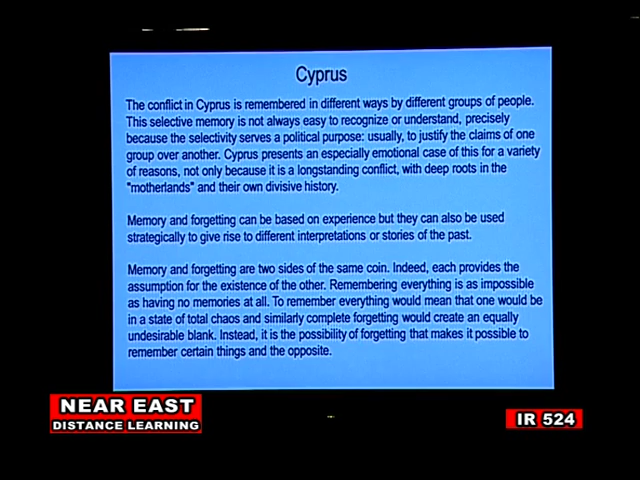 Cyprus
The conflict in Cyprus is remembered in different ways by different groups of people.
This selective memory is not always easy to recognize or understand, precisely
because the selectivity serves a political purpose: usually, to justify the claims of one
group over another. Cyprus presents an especially emotional case of this for a variety
of reasons, not only because it is a longstanding conflict, with deep roots in the
"motherlands" and their own divisive history.
Memory and forgetting can be based on experience but they can also be used
strategically to give rise to different interpretations or stories of the past.
Memory and forgetting are two sides of the same coin. Indeed, each provides the
assumption for the existence of the other. Remembering everything is as impossible
as having no memories at all. To remember everything would mean that one would be
in a state of total chaos and similarly complete forgetting would create an equally
undesirable blank. Instead, it is the possibility of forgetting that makes it possible to
remember certain things and the opposite.
NEAR EAST
DISTANCE LEARNING
IR 524